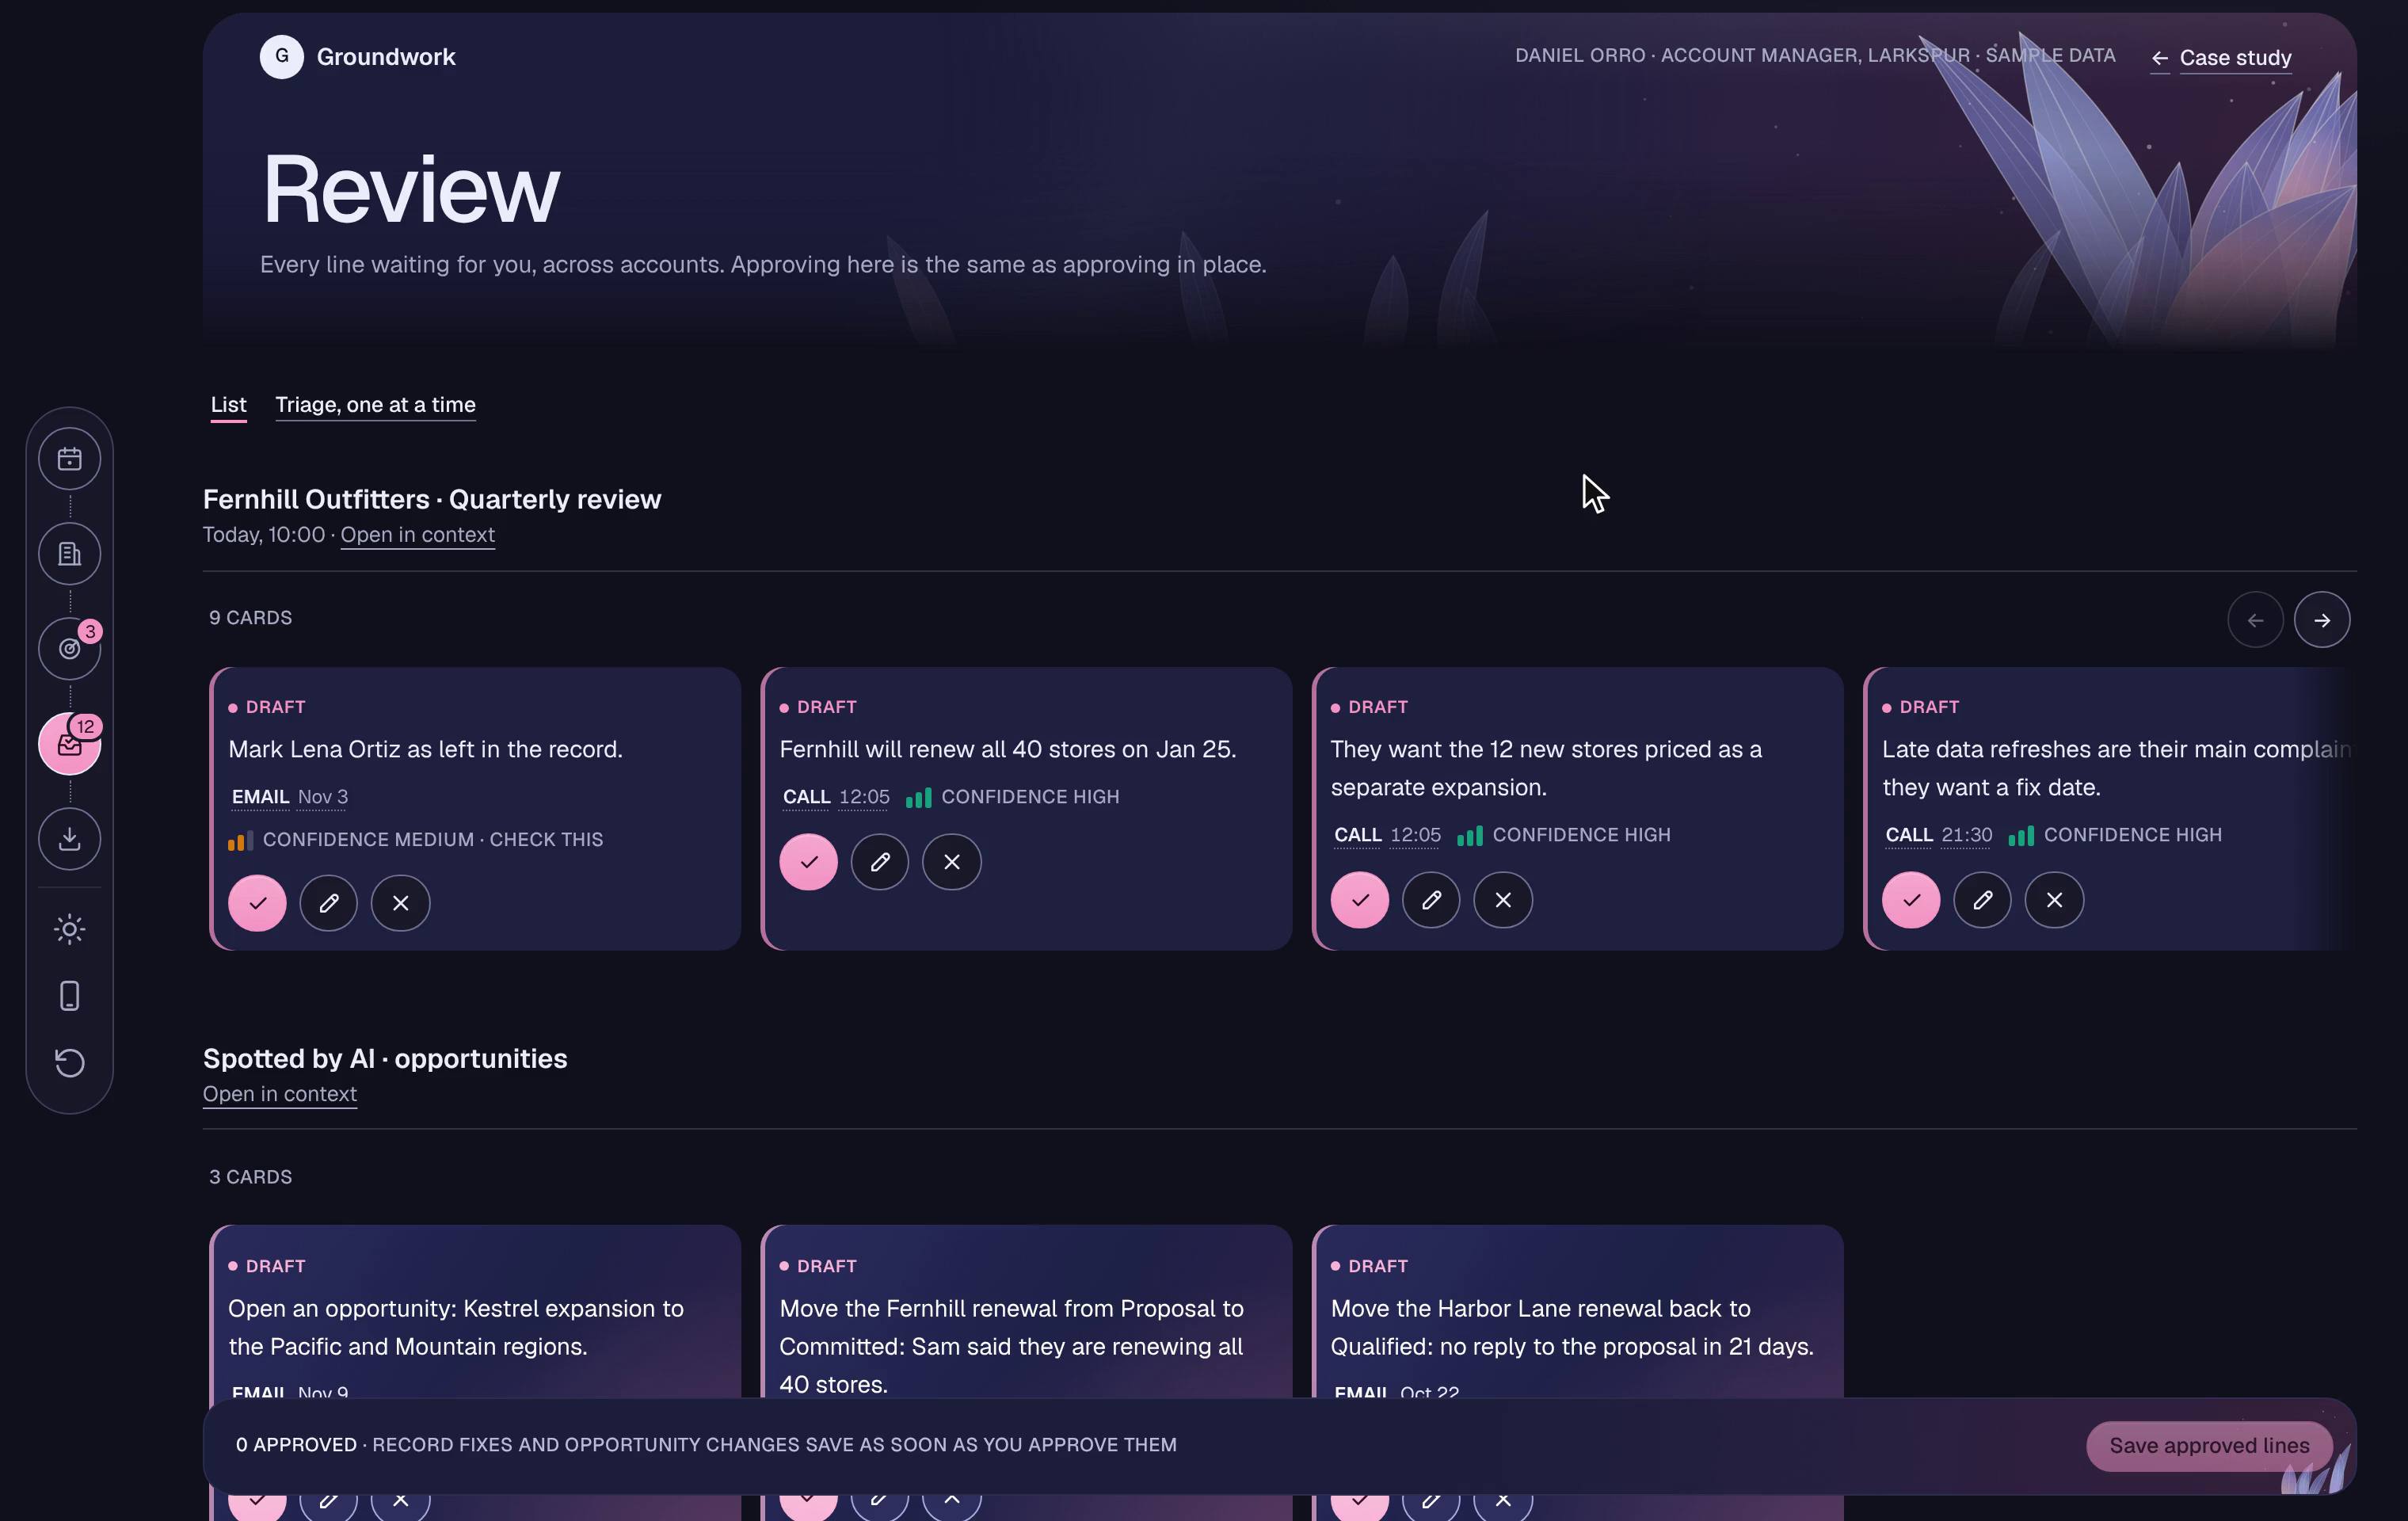 G Groundwork
DANIEL ORRO · ACCOUNT MANAGER, LARKSPUR · SAMPLE DATA
← Case study
Review
Every line waiting for you, across accounts. Approving here is the same as approving in place.
List
Triage, one at a time
3
12
Fernhill Outfitters · Quarterly review
Today, 10:00 · Open in context
9 CARDS
DRAFT
Mark Lena Ortiz as left in the record.
EMAIL Nov 3
CONFIDENCE MEDIUM · CHECK THIS
DRAFT
Fernhill will renew all 40 stores on Jan 25.
CALL 12:05 CONFIDENCE HIGH
DRAFT
They want the 12 new stores priced as a
separate expansion.
CALL 12:05 CONFIDENCE HIGH
DRAFT
Late data refreshes are their main
they want a fix date.
CALL 21:30 CONFIDENCE HIGH
Spotted by AI · opportunities
Open in context
3 CARDS
DRAFT
Open an opportunity: Kestrel expansion to
the Pacific and Mountain regions.
EMAIL Nov 9
DRAFT
Move the Fernhill renewal from Proposal to
Committed: Sam said they are renewing all
40 stores.
DRAFT
Move the Harbor Lane renewal back to
Qualified: no reply to the proposal in 21 days.
EMAIL Oct 22
0 APPROVED · RECORD FIXES AND OPPORTUNITY CHANGES SAVE AS SOON AS YOU APPROVE THEM
Save approved lines